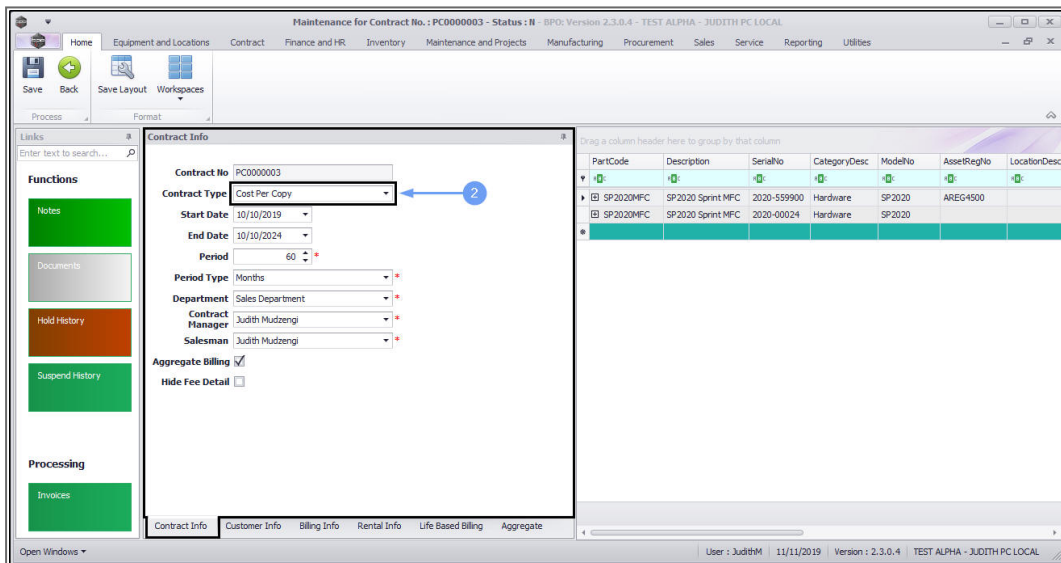 Maintenance for Contract No. : PC0000003 - Status : N - BPO: Version 2.3.0.4 - TEST ALPHA - JUDITH PC LOCAL
Home Equipment and Locations Contract Finance and HR Inventory Maintenance and Projects Manufacturing Procurement Sales Service Reporting Utilities
Save Back Save Layout Workspaces
Process Format
Links
Enter text to search...
Functions
Notes
Documents
Hold History
Suspend History
Processing
Invoices
Contract Info
Contract No PC0000003
Contract Type Cost Per Copy
2
Start Date 10/10/2019
End Date 10/10/2024
Period 60 *
Period Type Months *
Department Sales Department *
Contract Manager Judith Mudzengi *
Salesman Judith Mudzengi *
Aggregate Billing
Hide Fee Detail
Contract Info Customer Info Billing Info Rental Info Life Based Billing Aggregate
Drag a column header here to group by that column
PartCode Description SerialNo CategoryDesc ModelNo AssetRegNo LocationDesc
SP2020MFC SP2020 Sprint MFC 2020-559900 Hardware SP2020 AREG4500
SP2020MFC SP2020 Sprint MFC 2020-00024 Hardware SP2020
Open Windows User : JudithM 11/11/2019 Version : 2.3.0.4 TEST ALPHA - JUDITH PC LOCAL